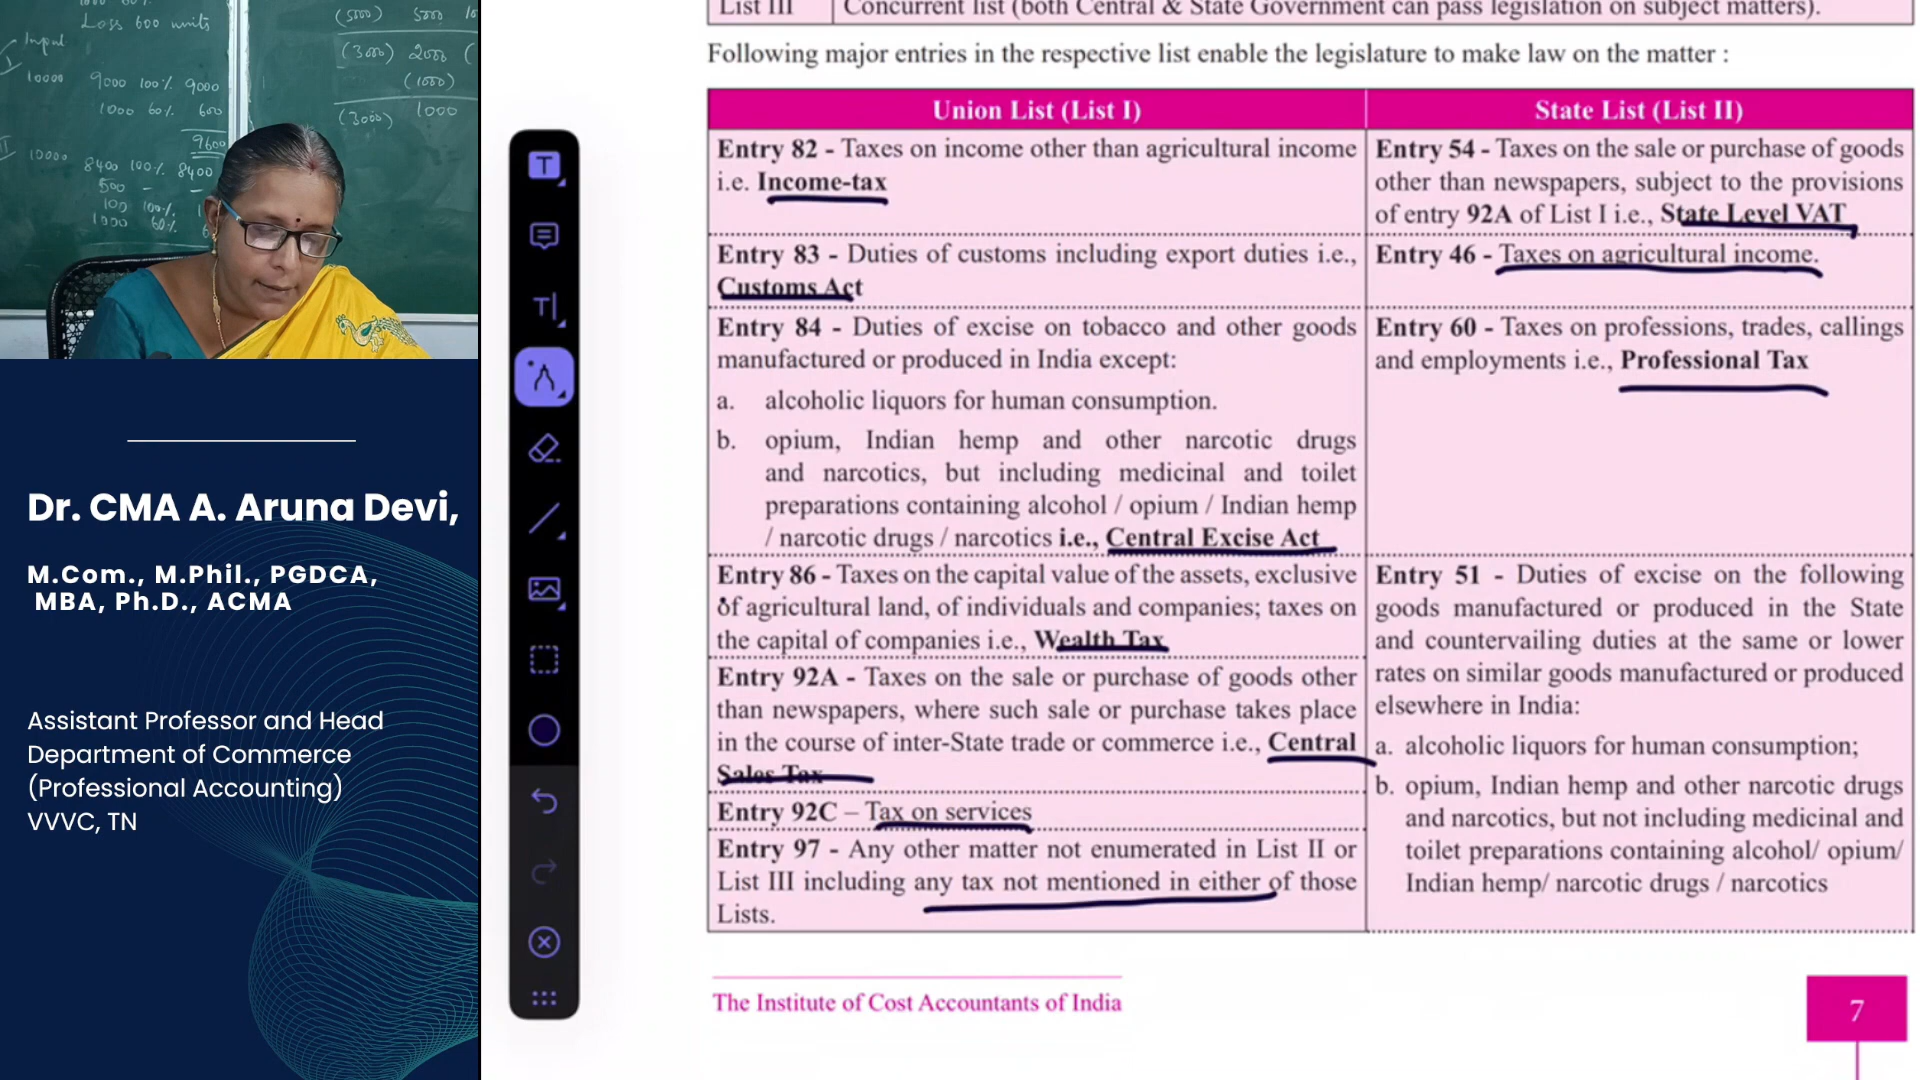 Loss 600 units
Input
10000 9000 100% 9000
1000 60% 600
9600
10000 8400 100% 8400
500 -
100 100%
1000 60%
(5000) 5000
(3000) 2000 (
(1000)
(3000) 1000
Dr. CMA A. Aruna Devi,
M.Com., M.Phil., PGDCA,
MBA, Ph.D., ACMA
Assistant Professor and Head
Department of Commerce
(Professional Accounting)
VVVC, TN
List III Concurrent list (both Central & State Government can pass legislation on subject matters).
Following major entries in the respective list enable the legislature to make law on the matter :
Union List (List I)
Entry 82 - Taxes on income other than agricultural income
i.e. Income-tax
Entry 83 - Duties of customs including export duties i.e.,
Customs Act
Entry 84 - Duties of excise on tobacco and other goods
manufactured or produced in India except:
a. alcoholic liquors for human consumption.
b. opium, Indian hemp and other narcotic drugs
and narcotics, but including medicinal and toilet
preparations containing alcohol / opium / Indian hemp
/ narcotic drugs / narcotics i.e., Central Excise Act
Entry 86 - Taxes on the capital value of the assets, exclusive
of agricultural land, of individuals and companies; taxes on
the capital of companies i.e., Wealth Tax
Entry 92A - Taxes on the sale or purchase of goods other
than newspapers, where such sale or purchase takes place
in the course of inter-State trade or commerce i.e., Central
Sales Tax
Entry 92C – Tax on services
Entry 97 - Any other matter not enumerated in List II or
List III including any tax not mentioned in either of those
Lists.
State List (List II)
Entry 54 - Taxes on the sale or purchase of goods
other than newspapers, subject to the provisions
of entry 92A of List I i.e., State Level VAT
Entry 46 - Taxes on agricultural income.
Entry 60 - Taxes on professions, trades, callings
and employments i.e., Professional Tax
Entry 51 - Duties of excise on the following
goods manufactured or produced in the State
and countervailing duties at the same or lower
rates on similar goods manufactured or produced
elsewhere in India:
a. alcoholic liquors for human consumption;
b. opium, Indian hemp and other narcotic drugs
and narcotics, but not including medicinal and
toilet preparations containing alcohol/ opium/
Indian hemp/ narcotic drugs / narcotics
The Institute of Cost Accountants of India
7